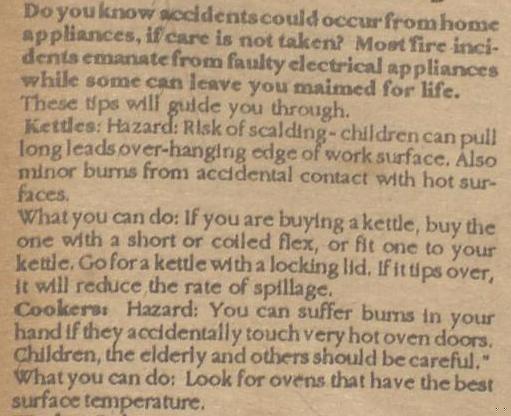 Do you know accidents could occur from home
appliances, if care is not taken? Most fire inci-
dents emanate from faulty electrical appliances
while some can leave you maimed for life.
These tips will guide you through.
Kettles: Hazard: Risk of scalding - children can pull
long leads over-hanging edge of work surface. Also
minor burns from accidental contact with hot sur-
faces.
What you can do: If you are buying a kettle, buy the
one with a short or coiled flex, or fit one to your
kettle. Go for a kettle with a locking lid. If it tips over,
it will reduce the rate of spillage.
Cookers: Hazard: You can suffer burns in your
hand if they accidentally touch very hot oven doors.
Children, the elderly and others should be careful."
What you can do: Look for ovens that have the best
surface temperature.